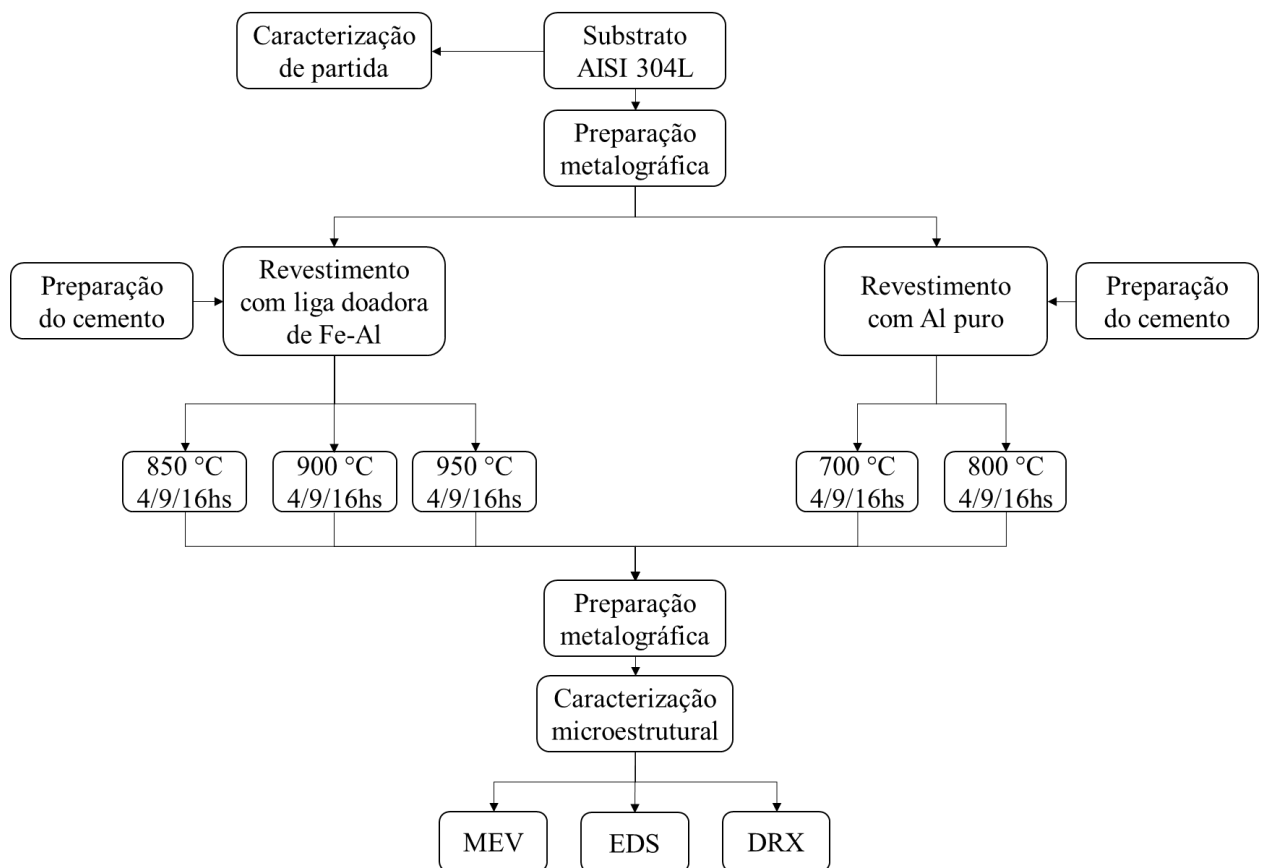 Caracterização
de partida
Substrato
AISI 304L
Preparação
metalográfica
Preparação
do cemento
Revestimento
com liga doadora
de Fe-Al
Revestimento
com Al puro
Preparação
do cemento
850 °C
4/9/16hs
900 °C
4/9/16hs
950 °C
4/9/16hs
700 °C
4/9/16hs
800 °C
4/9/16hs
Preparação
metalográfica
Caracterização
microestrutural
MEV
EDS
DRX